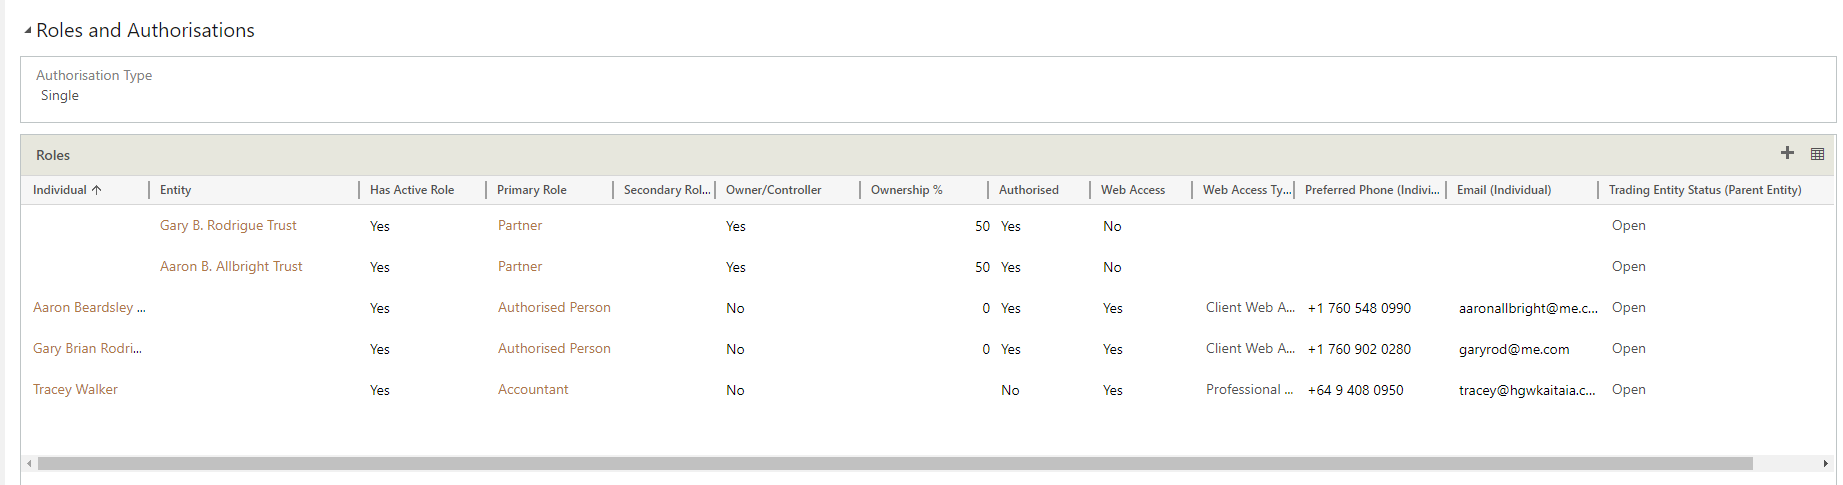 Roles and Authorisations
Authorisation Type
Single
Roles
Individual Entity Has Active Role Primary Role Secondary Rol... Owner/Controller Ownership % Authorised Web Access Web Access Ty... Preferred Phone (Indivi... Email (Individual) Trading Entity Status (Parent Entity)
Gary B. Rodrigue Trust Yes Partner Yes 50 Yes No Open
Aaron B. Allbright Trust Yes Partner Yes 50 Yes No Open
Aaron Beardsley ... Yes Authorised Person No 0 Yes Yes Client Web A... +1 760 548 0990 aaronallbright@me.c... Open
Gary Brian Rodri... Yes Authorised Person No 0 Yes Yes Client Web A... +1 760 902 0280 garyrod@me.com Open
Tracey Walker Yes Accountant No No Yes Professional ... +64 9 408 0950 tracey@hgwkaitaia.c... Open